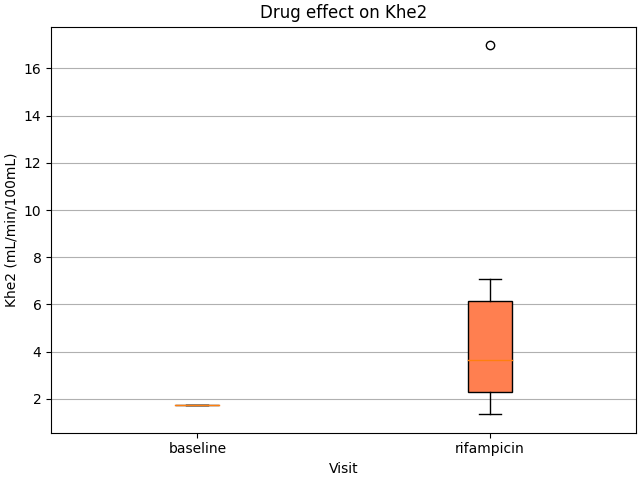 Drug effect on Khe2
Khe2 (mL/min/100mL)
16
14
12
10
8
6
4
2
baseline
rifampicin
Visit